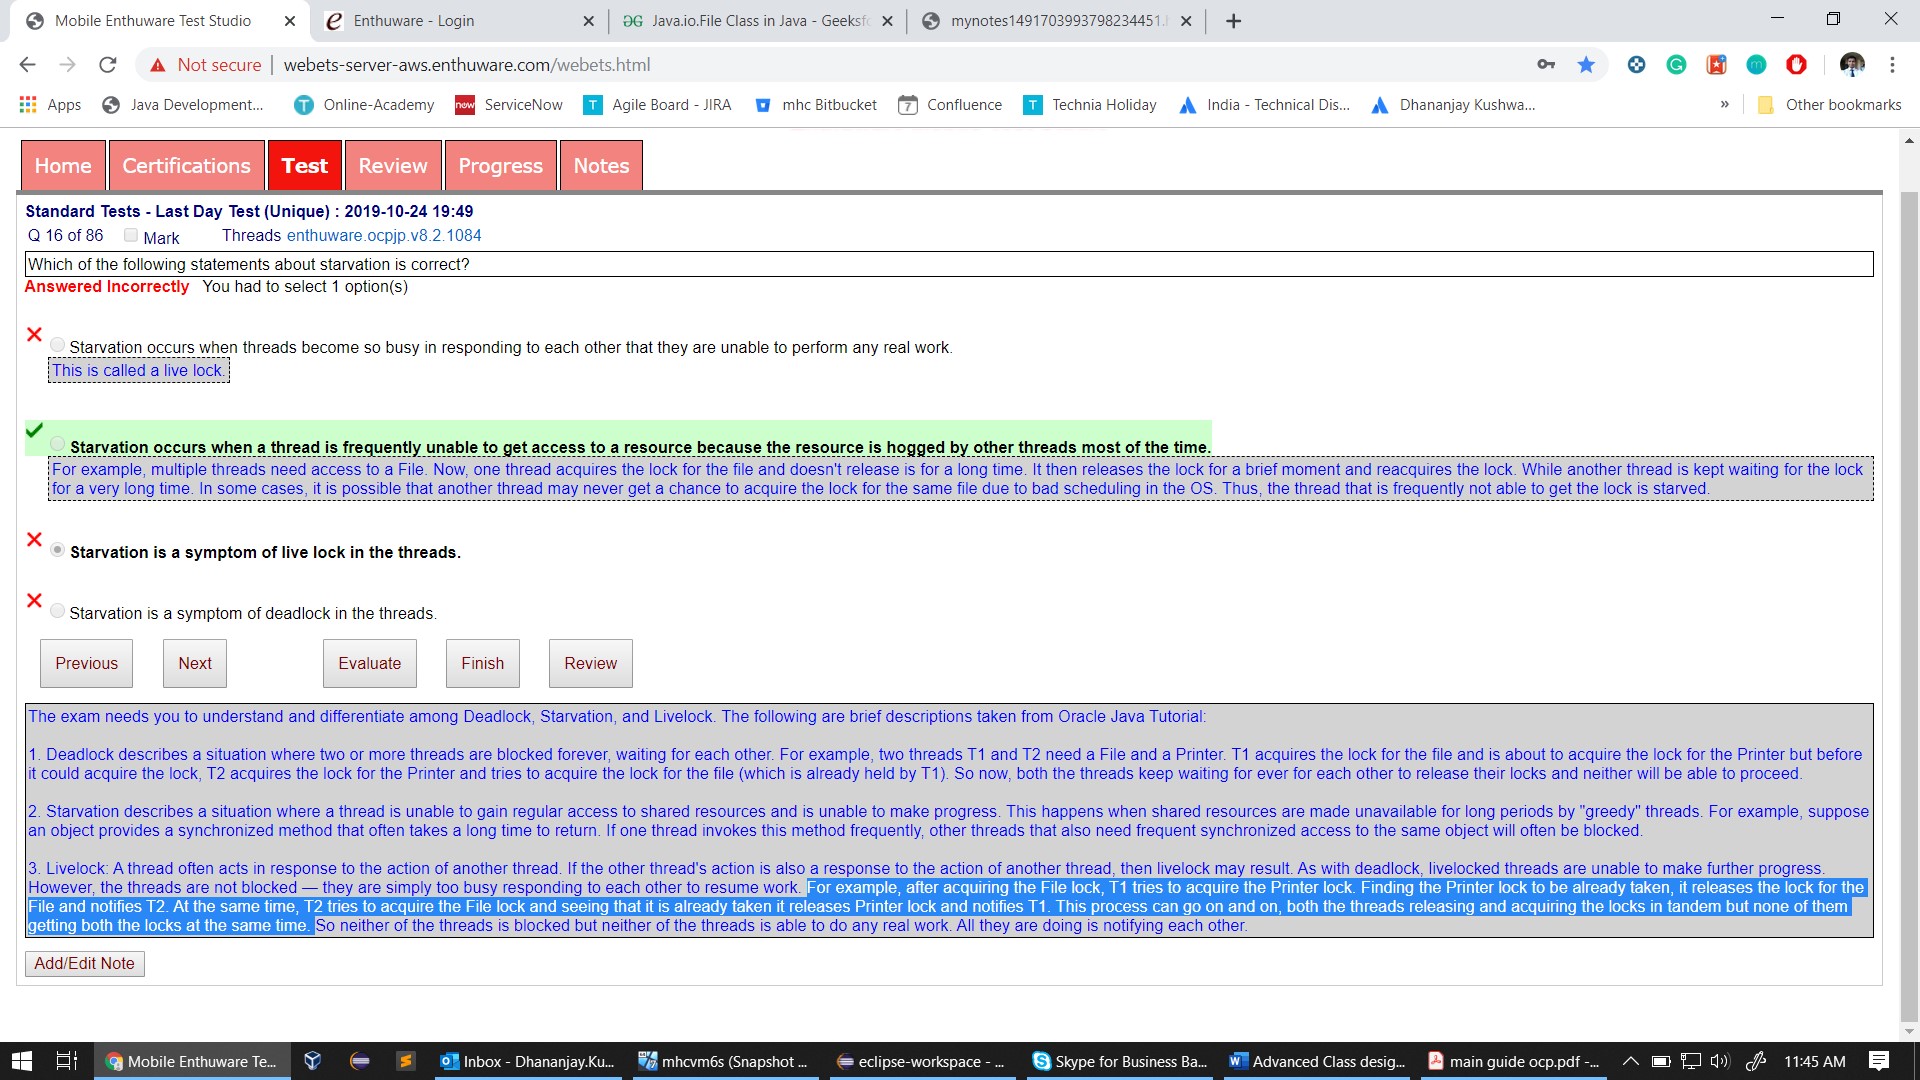 Mobile Enthuware Test Studio
Enthuware - Login
Java.io.File Class in Java - Geeksf
mynotes1491703993798234451.h
Not secure
webets-server-aws.enthuware.com/webets.html
Apps
Java Development...
Online-Academy
now
ServiceNow
Agile Board - JIRA
mhc Bitbucket
7
Confluence
Technia Holiday
India - Technical Dis...
Dhananjay Kushwa...
»
Other bookmarks
Home
Certifications
Test
Review
Progress
Notes
Standard Tests - Last Day Test (Unique) : 2019-10-24 19:49
Q 16 of 86 Mark Threads enthuware.ocpjp.v8.2.1084
Which of the following statements about starvation is correct?
Answered Incorrectly You had to select 1 option(s)
Starvation occurs when threads become so busy in responding to each other that they are unable to perform any real work.
This is called a live lock.
Starvation occurs when a thread is frequently unable to get access to a resource because the resource is hogged by other threads most of the time.
For example, multiple threads need access to a File. Now, one thread acquires the lock for the file and doesn't release is for a long time. It then releases the lock for a brief moment and reacquires the lock. While another thread is kept waiting for the lock
for a very long time. In some cases, it is possible that another thread may never get a chance to acquire the lock for the same file due to bad scheduling in the OS. Thus, the thread that is frequently not able to get the lock is starved.
Starvation is a symptom of live lock in the threads.
Starvation is a symptom of deadlock in the threads.
Previous
Next
Evaluate
Finish
Review
The exam needs you to understand and differentiate among Deadlock, Starvation, and Livelock. The following are brief descriptions taken from Oracle Java Tutorial:
1. Deadlock describes a situation where two or more threads are blocked forever, waiting for each other. For example, two threads T1 and T2 need a File and a Printer. T1 acquires the lock for the file and is about to acquire the lock for the Printer but before
it could acquire the lock, T2 acquires the lock for the Printer and tries to acquire the lock for the file (which is already held by T1). So now, both the threads keep waiting for ever for each other to release their locks and neither will be able to proceed.
2. Starvation describes a situation where a thread is unable to gain regular access to shared resources and is unable to make progress. This happens when shared resources are made unavailable for long periods by "greedy" threads. For example, suppose
an object provides a synchronized method that often takes a long time to return. If one thread invokes this method frequently, other threads that also need frequent synchronized access to the same object will often be blocked.
3. Livelock: A thread often acts in response to the action of another thread. If the other thread's action is also a response to the action of another thread, then livelock may result. As with deadlock, livelocked threads are unable to make further progress.
However, the threads are not blocked — they are simply too busy responding to each other to resume work. For example, after acquiring the File lock, T1 tries to acquire the Printer lock. Finding the Printer lock to be already taken, it releases the lock for the
File and notifies T2. At the same time, T2 tries to acquire the File lock and seeing that it is already taken it releases Printer lock and notifies T1. This process can go on and on, both the threads releasing and acquiring the locks in tandem but none of them
getting both the locks at the same time. So neither of the threads is blocked but neither of the threads is able to do any real work. All they are doing is notifying each other.
Add/Edit Note
Mobile Enthuware Te...
Inbox - Dhananjay.Ku...
mhcvm6s (Snapshot ...
eclipse-workspace - ...
Skype for Business Ba...
Advanced Class desig...
main guide ocp.pdf -...
11:45 AM